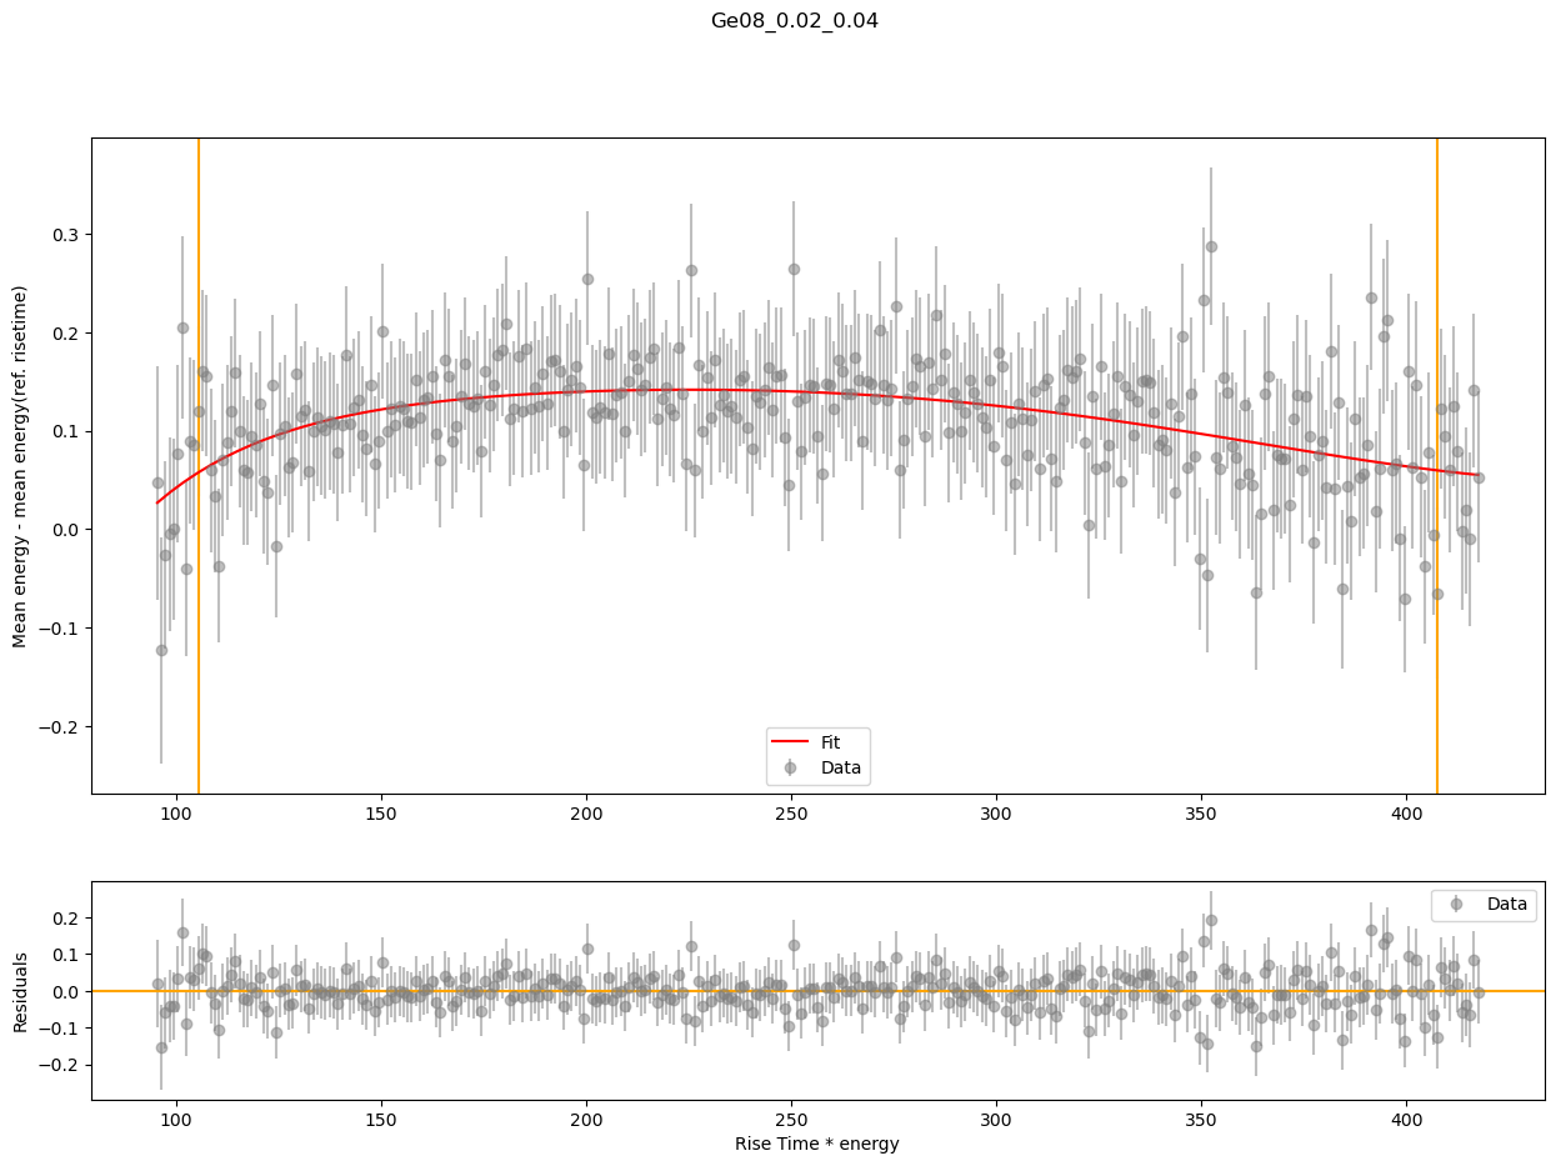 Ge08_0.02_0.04
Mean energy - mean energy(ref. risetime)
0.3
0.2
0.1
0.0
−0.1
−0.2
Fit
Data
100 150 200 250 300 350 400
Residuals
0.2
0.1
0.0
−0.1
−0.2
Data
100 150 200 250 300 350 400
Rise Time * energy